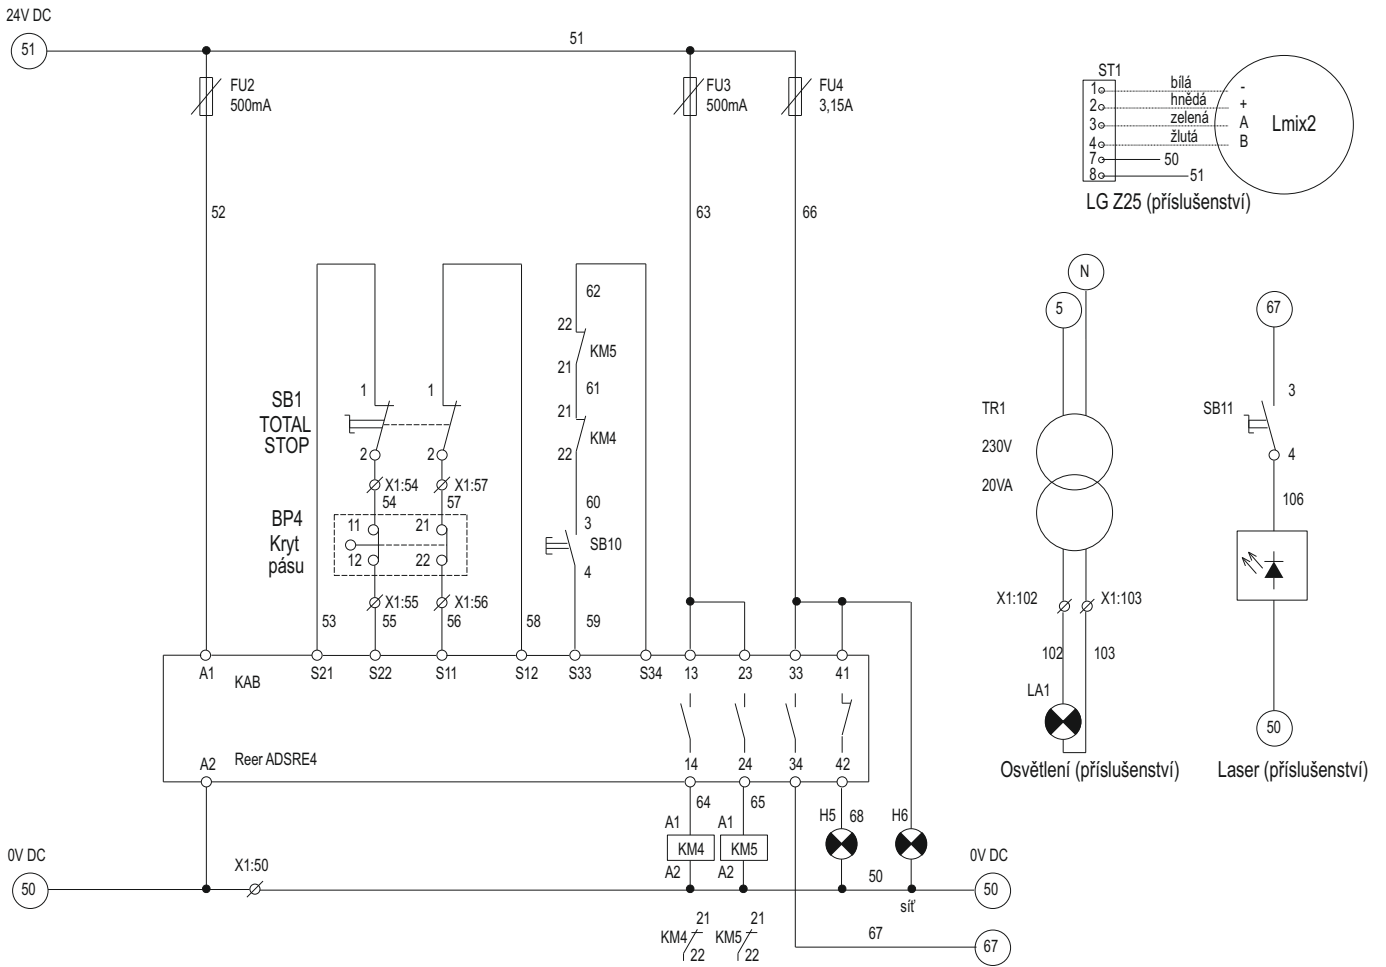 24V DC
51
51
FU2
500mA
FU3
500mA
FU4
3,15A
52
63
66
ST1
1
2
3
4
7
8
bílá
hnědá
zelená
žlutá
50
51
-
+
A
B
Lmix2
LG Z25 (příslušenství)
62
22
KM5
21
61
21
KM4
22
60
3
SB10
4
59
SB1
TOTAL
STOP
1
1
2
2
X1:54
X1:57
54
57
BP4
Kryt
pásu
11
21
12
22
X1:55
X1:56
53
55
56
58
A1
KAB
S21
S22
S11
S12
S33
S34
13
23
33
41
A2
Reer ADSRE4
14
24
34
42
64
65
A1
KM4
A2
A1
KM5
A2
H5
68
H6
0V DC
50
X1:50
50
síť
0V DC
50
KM4
21
22
KM5
21
22
67
67
N
5
TR1
230V
20VA
X1:102
X1:103
102
103
LA1
Osvětlení (příslušenství)
67
3
SB11
4
106
50
Laser (příslušenství)